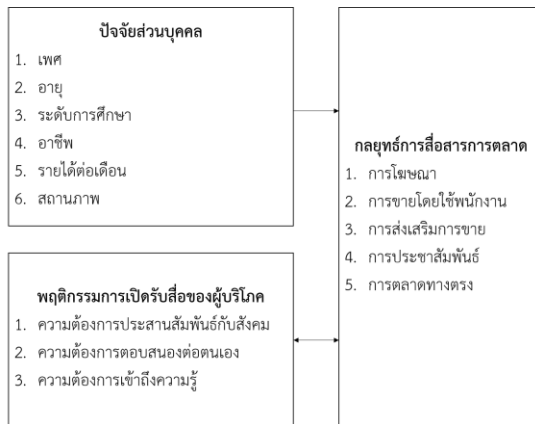 ปัจจัยส่วนบุคคล
1. เพศ
2. อายุ
3. ระดับการศึกษา
4. อาชีพ
5. รายได้ต่อเดือน
6. สถานภาพ
พฤติกรรมการเปิดรับสื่อของผู้บริโภค
1. ความต้องการประสานสัมพันธ์กับสังคม
2. ความต้องการตอบสนองต่อตนเอง
3. ความต้องการเข้าถึงความรู้
กลยุทธ์การสื่อสารการตลาด
1. การโฆษณา
2. การขายโดยใช้พนักงาน
3. การส่งเสริมการขาย
4. การประชาสัมพันธ์
5. การตลาดทางตรง